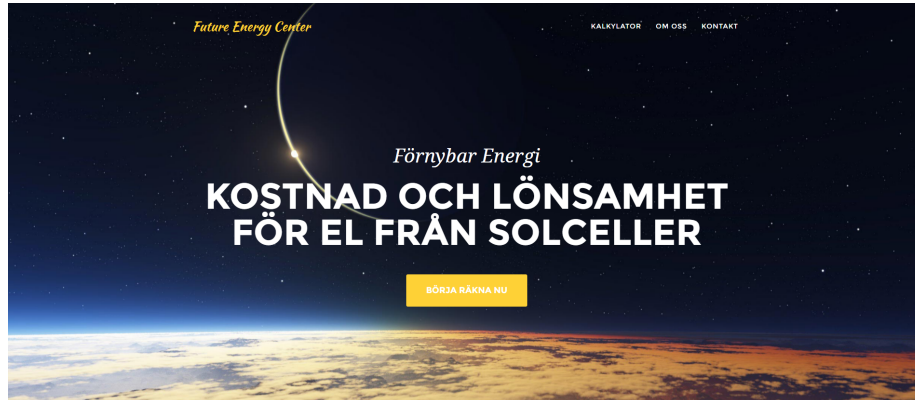 Future Energy Center
KALKYLATOR OM OSS KONTAKT
Förnybar Energi
KOSTNAD OCH LÖNSAMHET
FÖR EL FRÅN SOLCELLER
BÖRJA RÄKNA NU